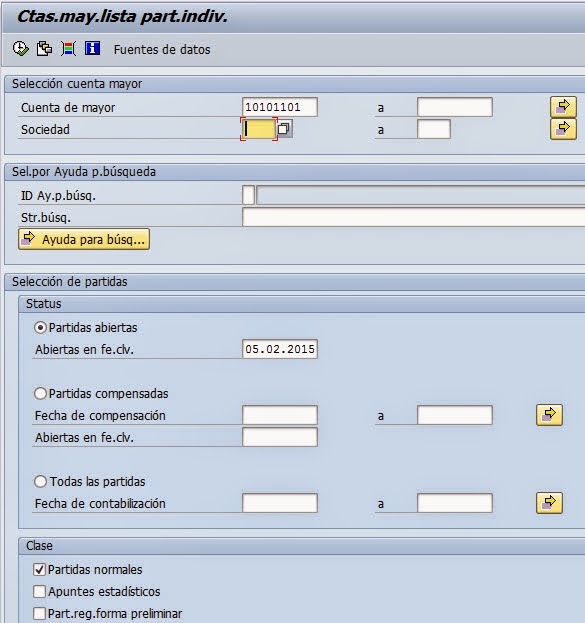 Ctas.may.lista part.indiv.
Fuentes de datos
Selección cuenta mayor
Cuenta de mayor 10101101 a
Sociedad a
Sel.por Ayuda p.búsqueda
ID Ay.p.búsq.
Str.búsq.
Ayuda para búsq...
Selección de partidas
Status
Partidas abiertas
Abiertas en fe.clv. 05.02.2015
Partidas compensadas
Fecha de compensación a
Abiertas en fe.clv.
Todas las partidas
Fecha de contabilización a
Clase
Partidas normales
Apuntes estadísticos
Part.reg.forma preliminar